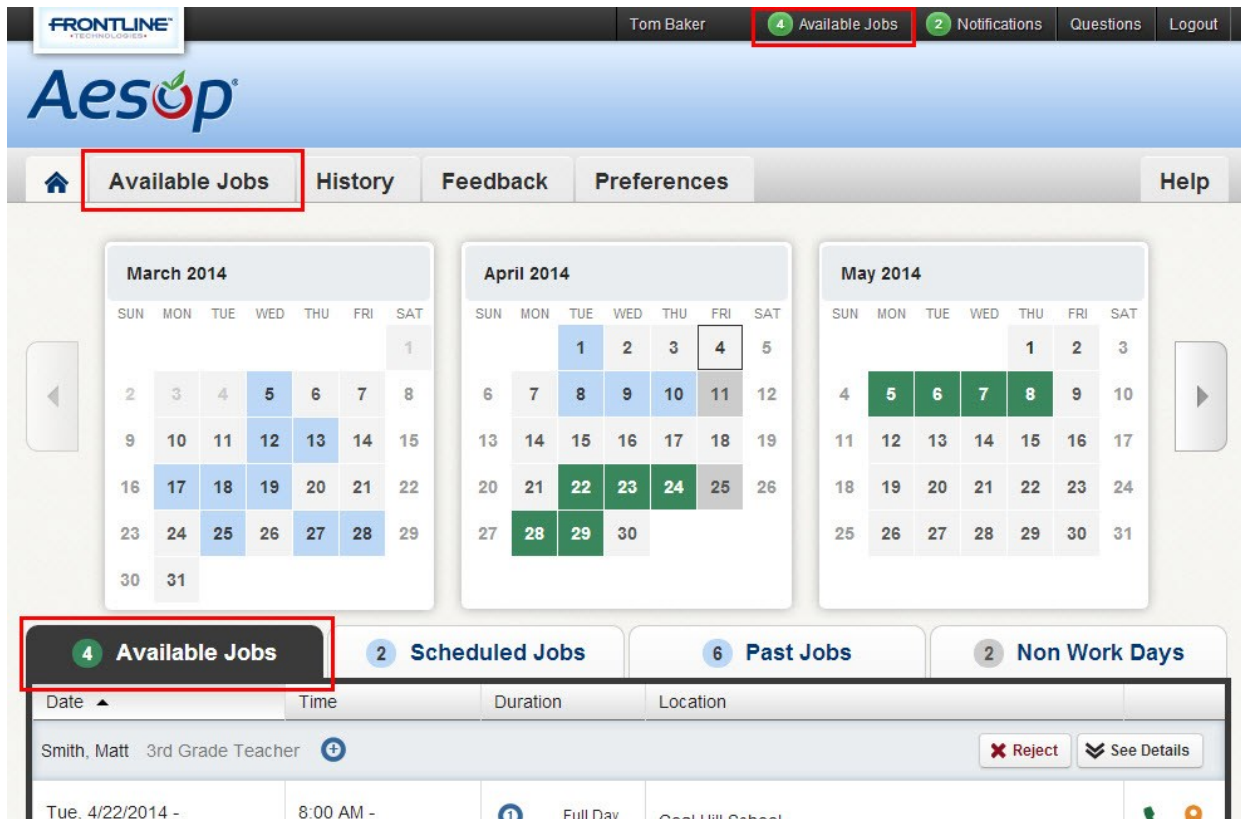 FRONTLINE™
•TECHNOLOGIES•
Tom Baker 4 Available Jobs 2 Notifications Questions Logout
Aesop®
Available Jobs History Feedback Preferences Help
March 2014 April 2014 May 2014
SUN MON TUE WED THU FRI SAT SUN MON TUE WED THU FRI SAT SUN MON TUE WED THU FRI SAT
1 1 2 3 4 5 1 2 3
2 3 4 5 6 7 8 6 7 8 9 10 11 12 4 5 6 7 8 9 10
9 10 11 12 13 14 15 13 14 15 16 17 18 19 11 12 13 14 15 16 17
16 17 18 19 20 21 22 20 21 22 23 24 25 26 18 19 20 21 22 23 24
23 24 25 26 27 28 29 27 28 29 30 25 26 27 28 29 30 31
30 31
4 Available Jobs 2 Scheduled Jobs 6 Past Jobs 2 Non Work Days
Date Time Duration Location
Smith, Matt 3rd Grade Teacher Reject See Details
Tue, 4/22/2014 - 8:00 AM - 1 Full Day Coal Hill School